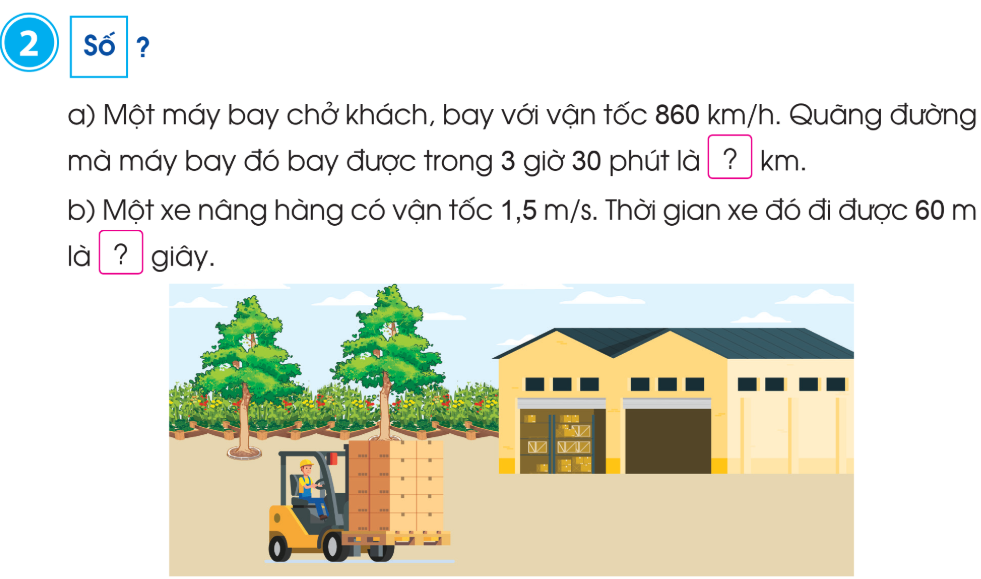 2 Số ?
a) Một máy bay chở khách, bay với vận tốc 860 km/h. Quãng đường
mà máy bay đó bay được trong 3 giờ 30 phút là ? km.
b) Một xe nâng hàng có vận tốc 1,5 m/s. Thời gian xe đó đi được 60 m
là ? giây.